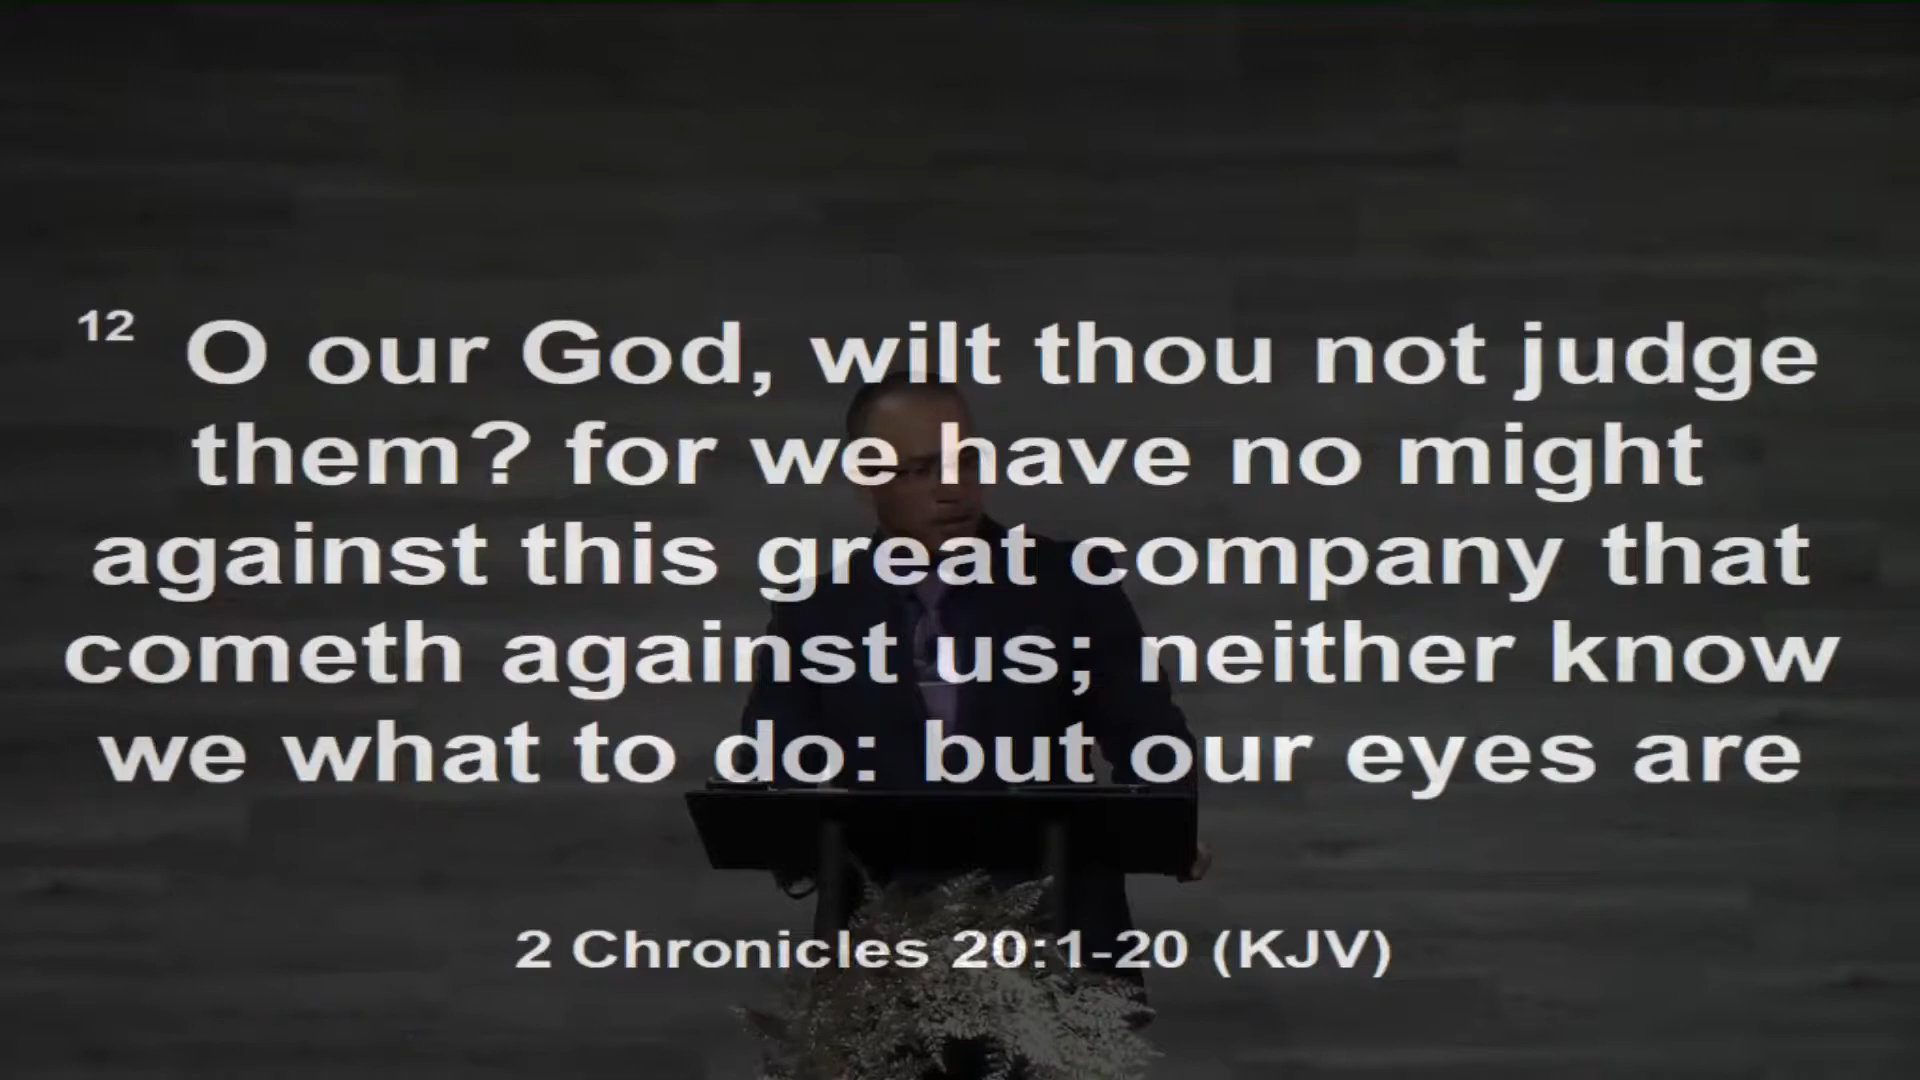 12 O our God, wilt thou not judge
them? for we have no might
against this great company that
cometh against us; neither know
we what to do: but our eyes are
2 Chronicles 20:1-20 (KJV)